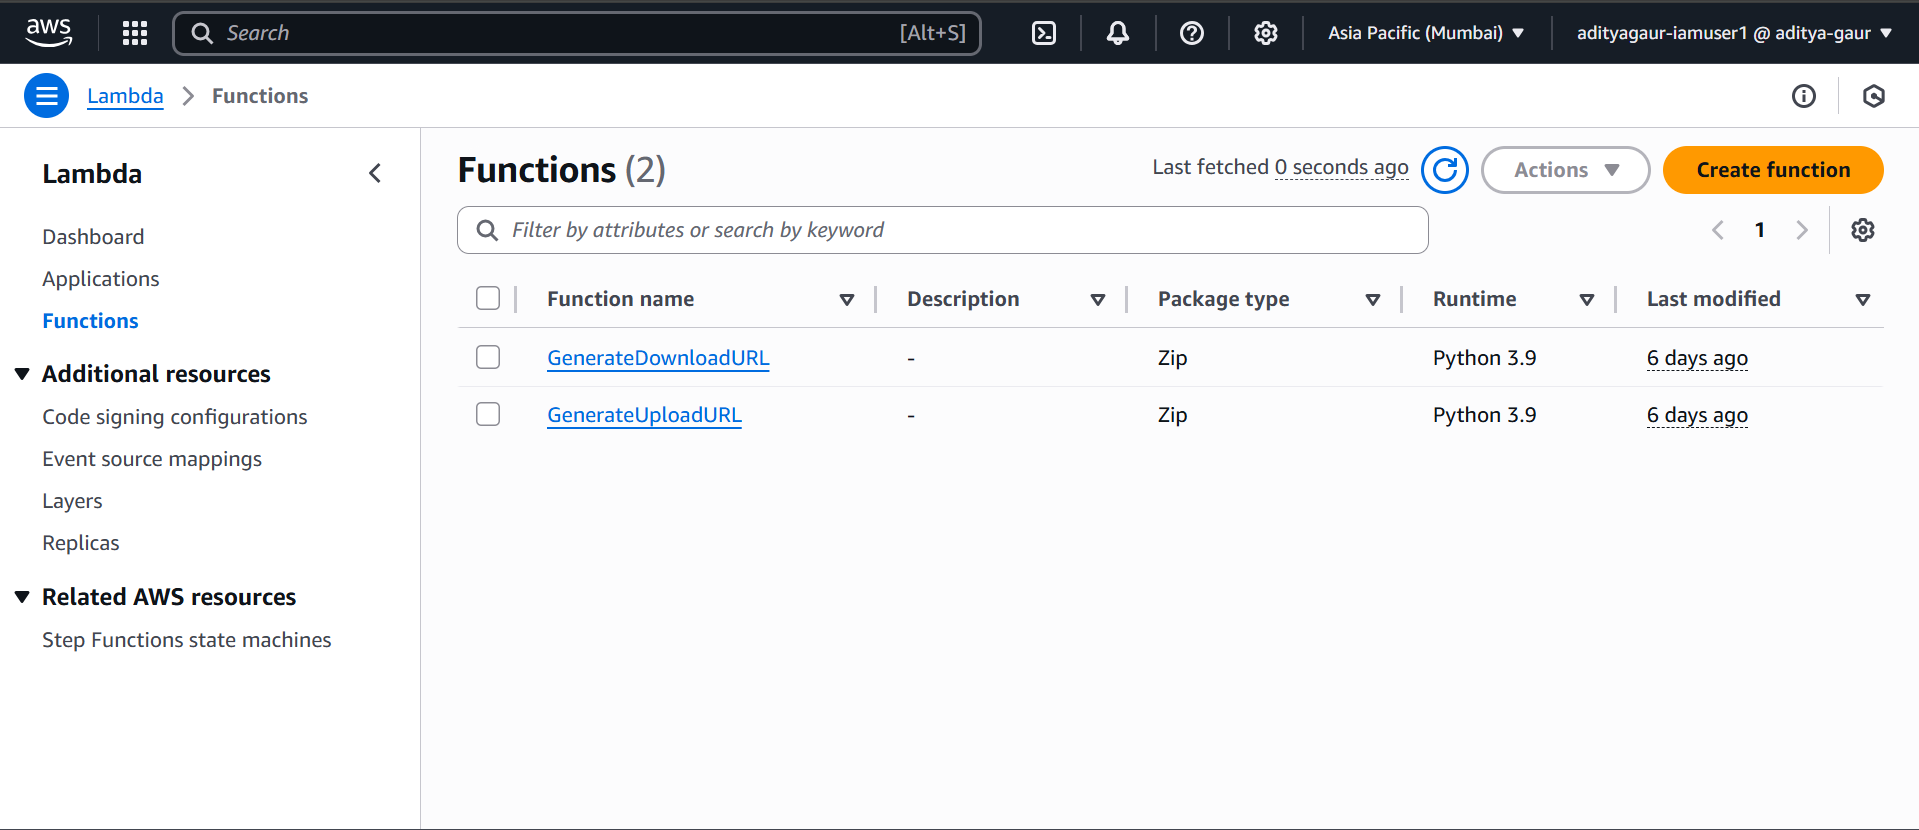 aws
Search [Alt+S]
Asia Pacific (Mumbai)
adityagaur-iamuser1 @ aditya-gaur
Lambda > Functions
Lambda
Dashboard
Applications
Functions
Additional resources
Code signing configurations
Event source mappings
Layers
Replicas
Related AWS resources
Step Functions state machines
Functions (2)
Last fetched 0 seconds ago
Actions
Create function
Filter by attributes or search by keyword
1
Function name Description Package type Runtime Last modified
GenerateDownloadURL - Zip Python 3.9 6 days ago
GenerateUploadURL - Zip Python 3.9 6 days ago